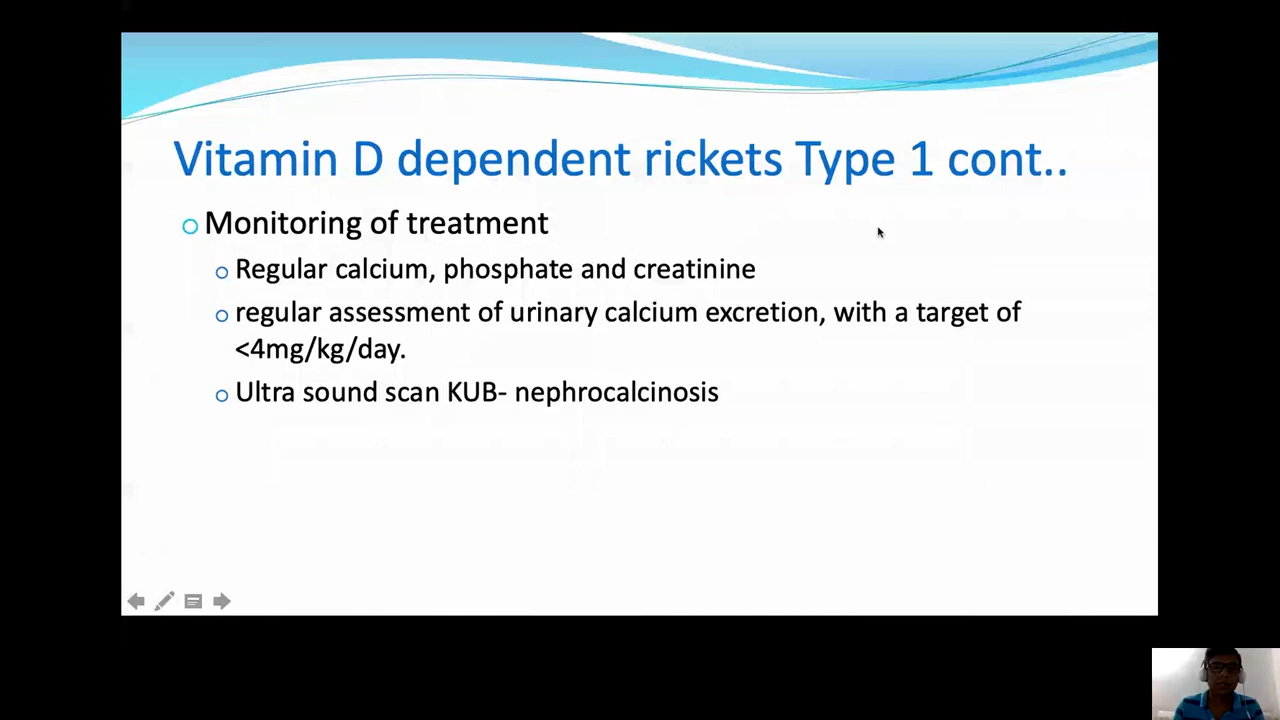 Vitamin D dependent rickets Type 1 cont..
Monitoring of treatment
Regular calcium, phosphate and creatinine
regular assessment of urinary calcium excretion, with a target of
<4mg/kg/day.
Ultra sound scan KUB- nephrocalcinosis